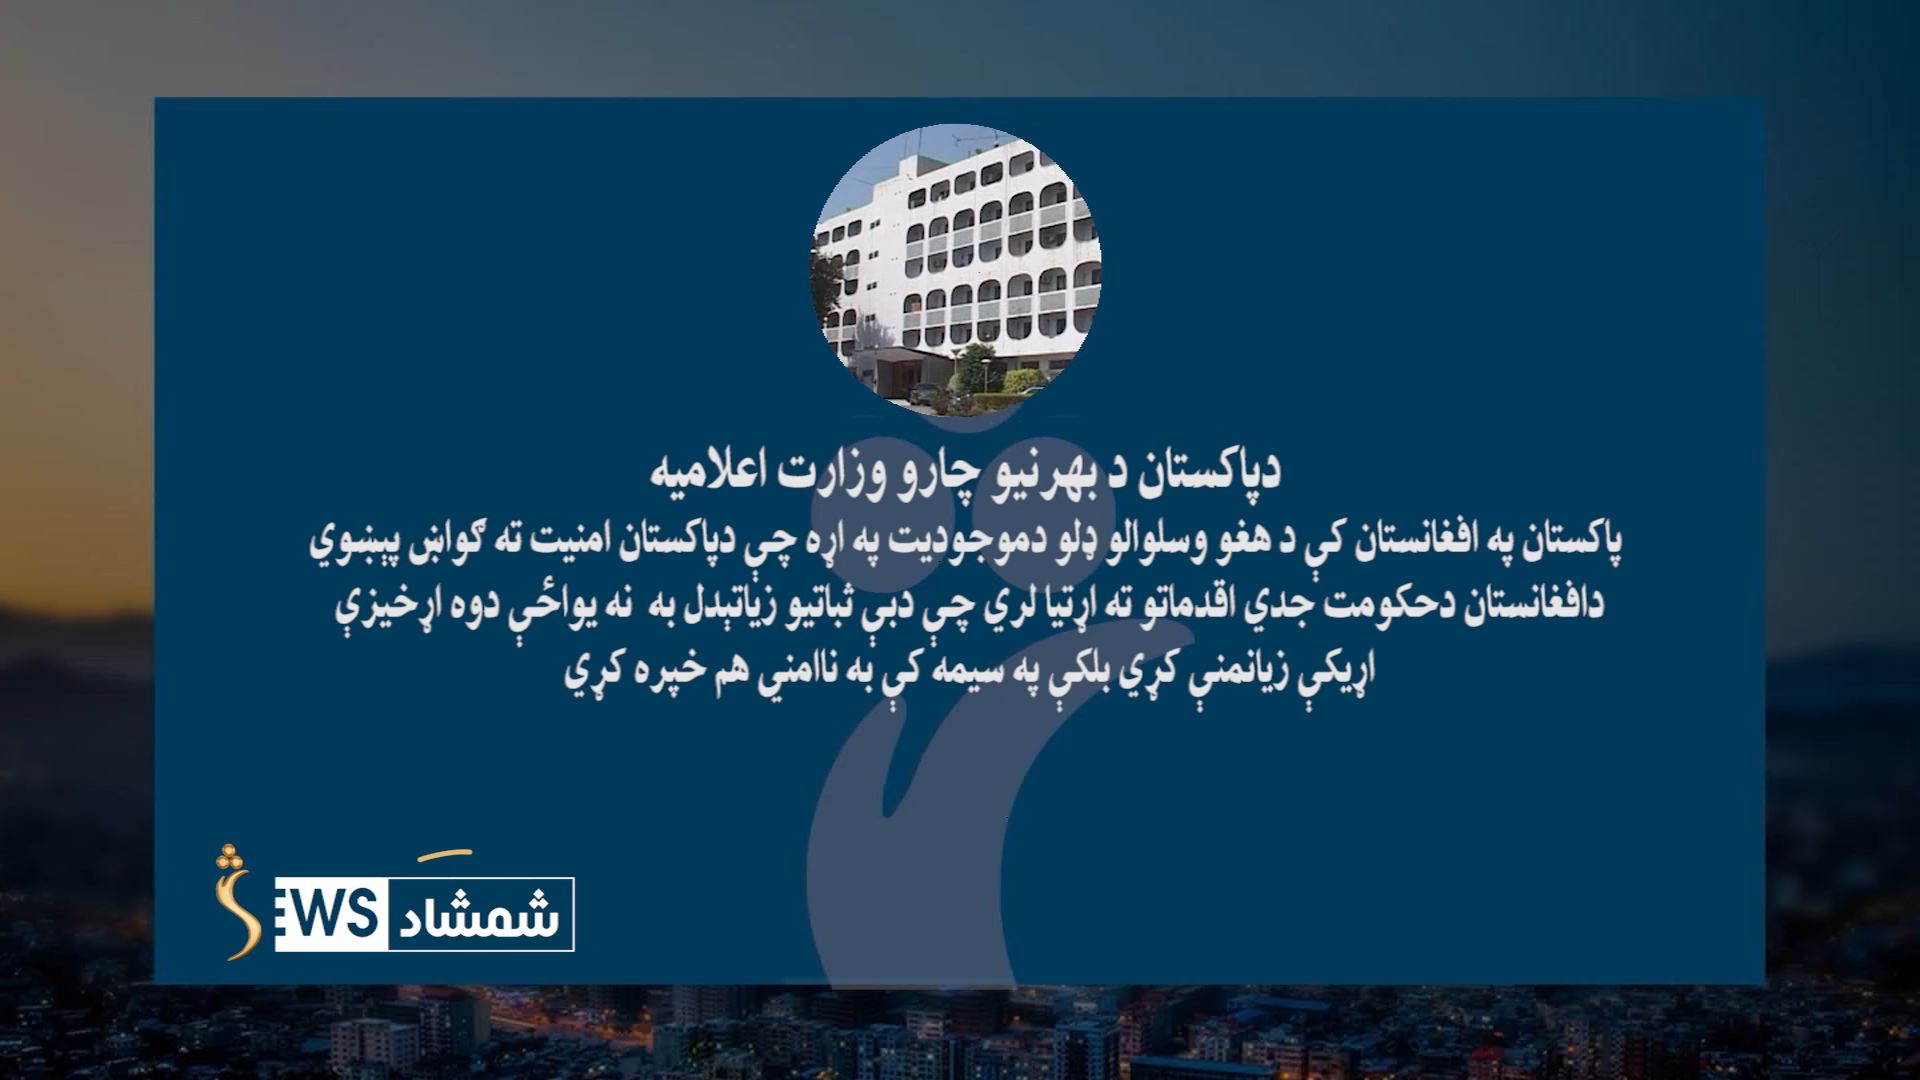 دپاکستان د بهرنیو چارو وزارت اعلامیه
پاکستان په افغانستان کې د هغو وسلوالو ډلو دموجودیت په اړه چې دپاکستان امنیت ته ګواښ پېښوي
دافغانستان دحکومت جدي اقدماتو ته اړتیا لري چې دبې ثباتیو زیاتېدل به نه یواځې دوه اړخیزې
اړیکې زیانمنې کړي بلکې په سیمه کې به ناامني هم خپره کړي
EWS شمشاد